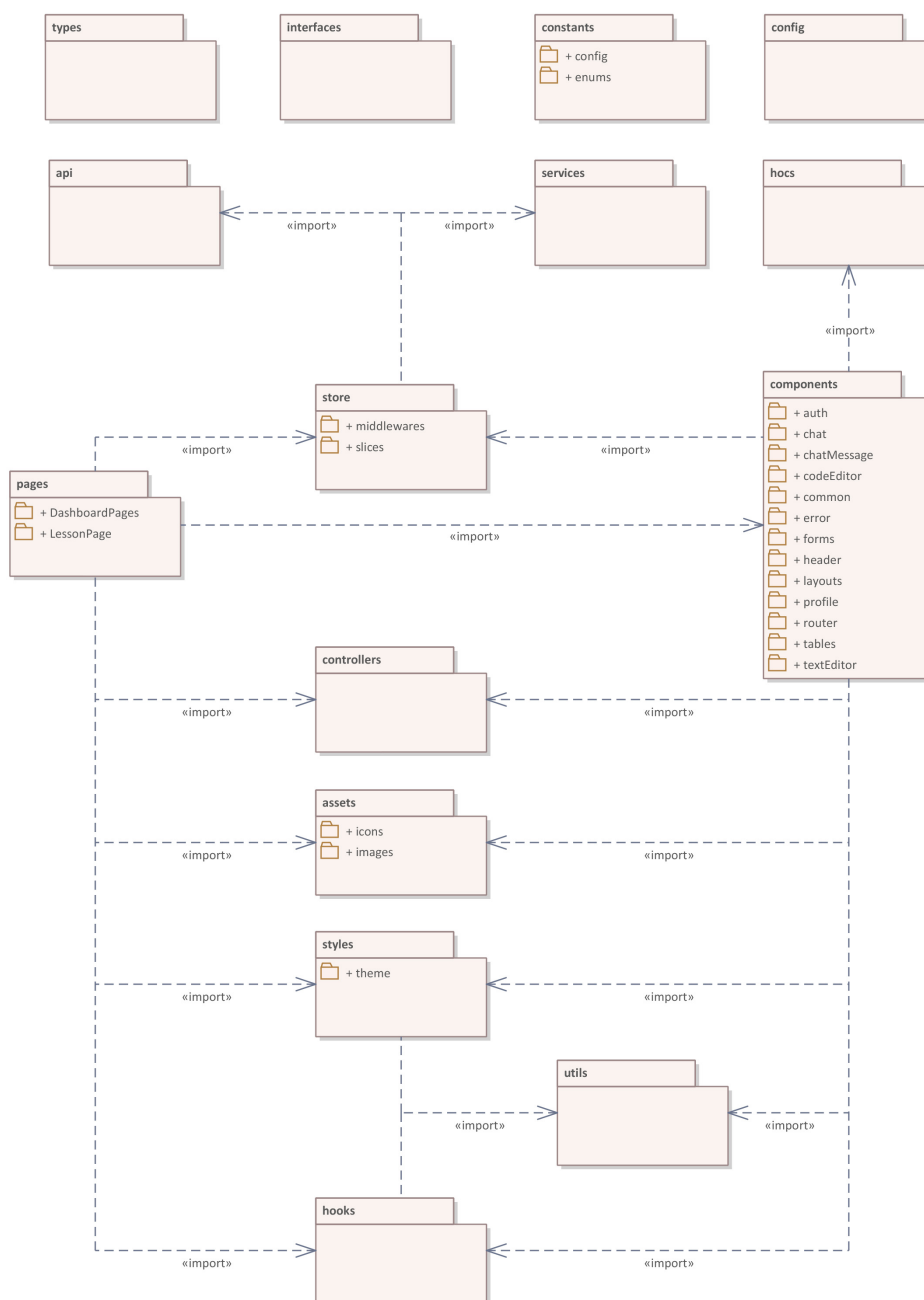 types
interfaces
constants
+ config
+ enums
config
api
services
hocs
«import»
«import»
«import»
store
+ middlewares
+ slices
components
+ auth
+ chat
+ chatMessage
+ codeEditor
+ common
+ error
+ forms
+ header
+ layouts
+ profile
+ router
+ tables
+ textEditor
«import»
«import»
pages
+ DashboardPages
+ LessonPage
«import»
controllers
«import»
«import»
assets
+ icons
+ images
«import»
«import»
styles
+ theme
«import»
«import»
utils
«import»
«import»
hooks
«import»
«import»